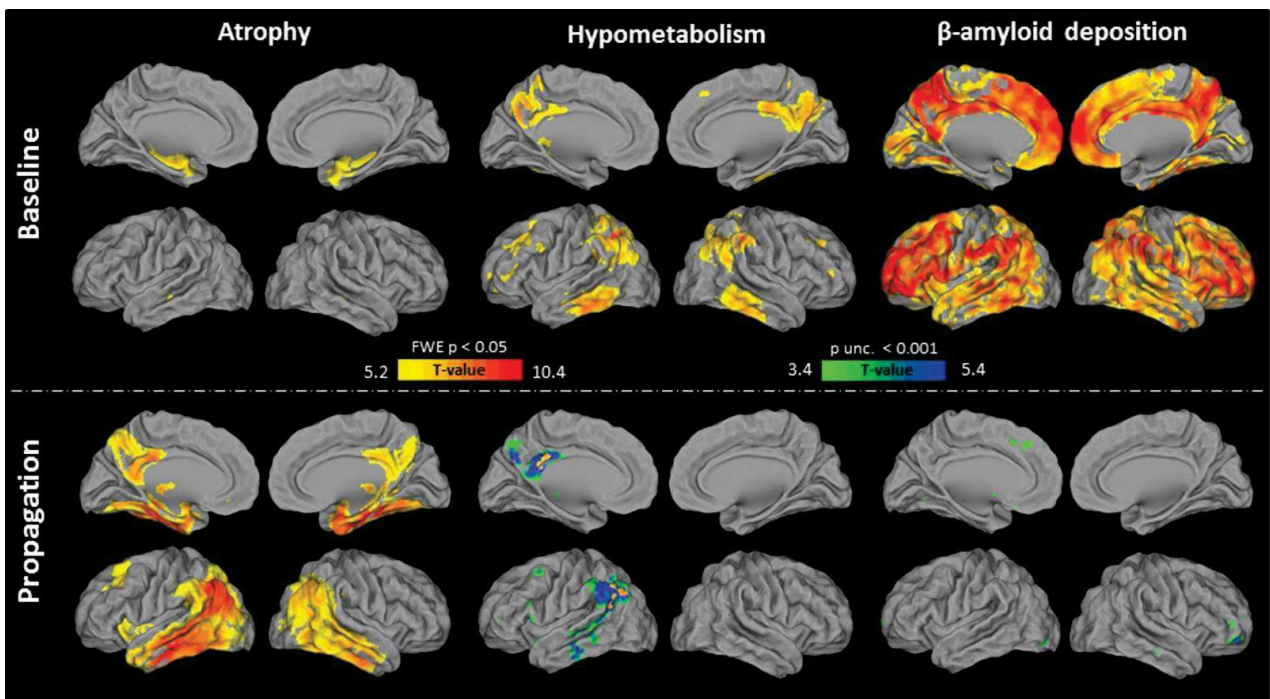 Atrophy
Hypometabolism
β-amyloid deposition
Baseline
FWE p < 0.05
5.2 T-value 10.4
p unc. < 0.001
3.4 T-value 5.4
Propagation